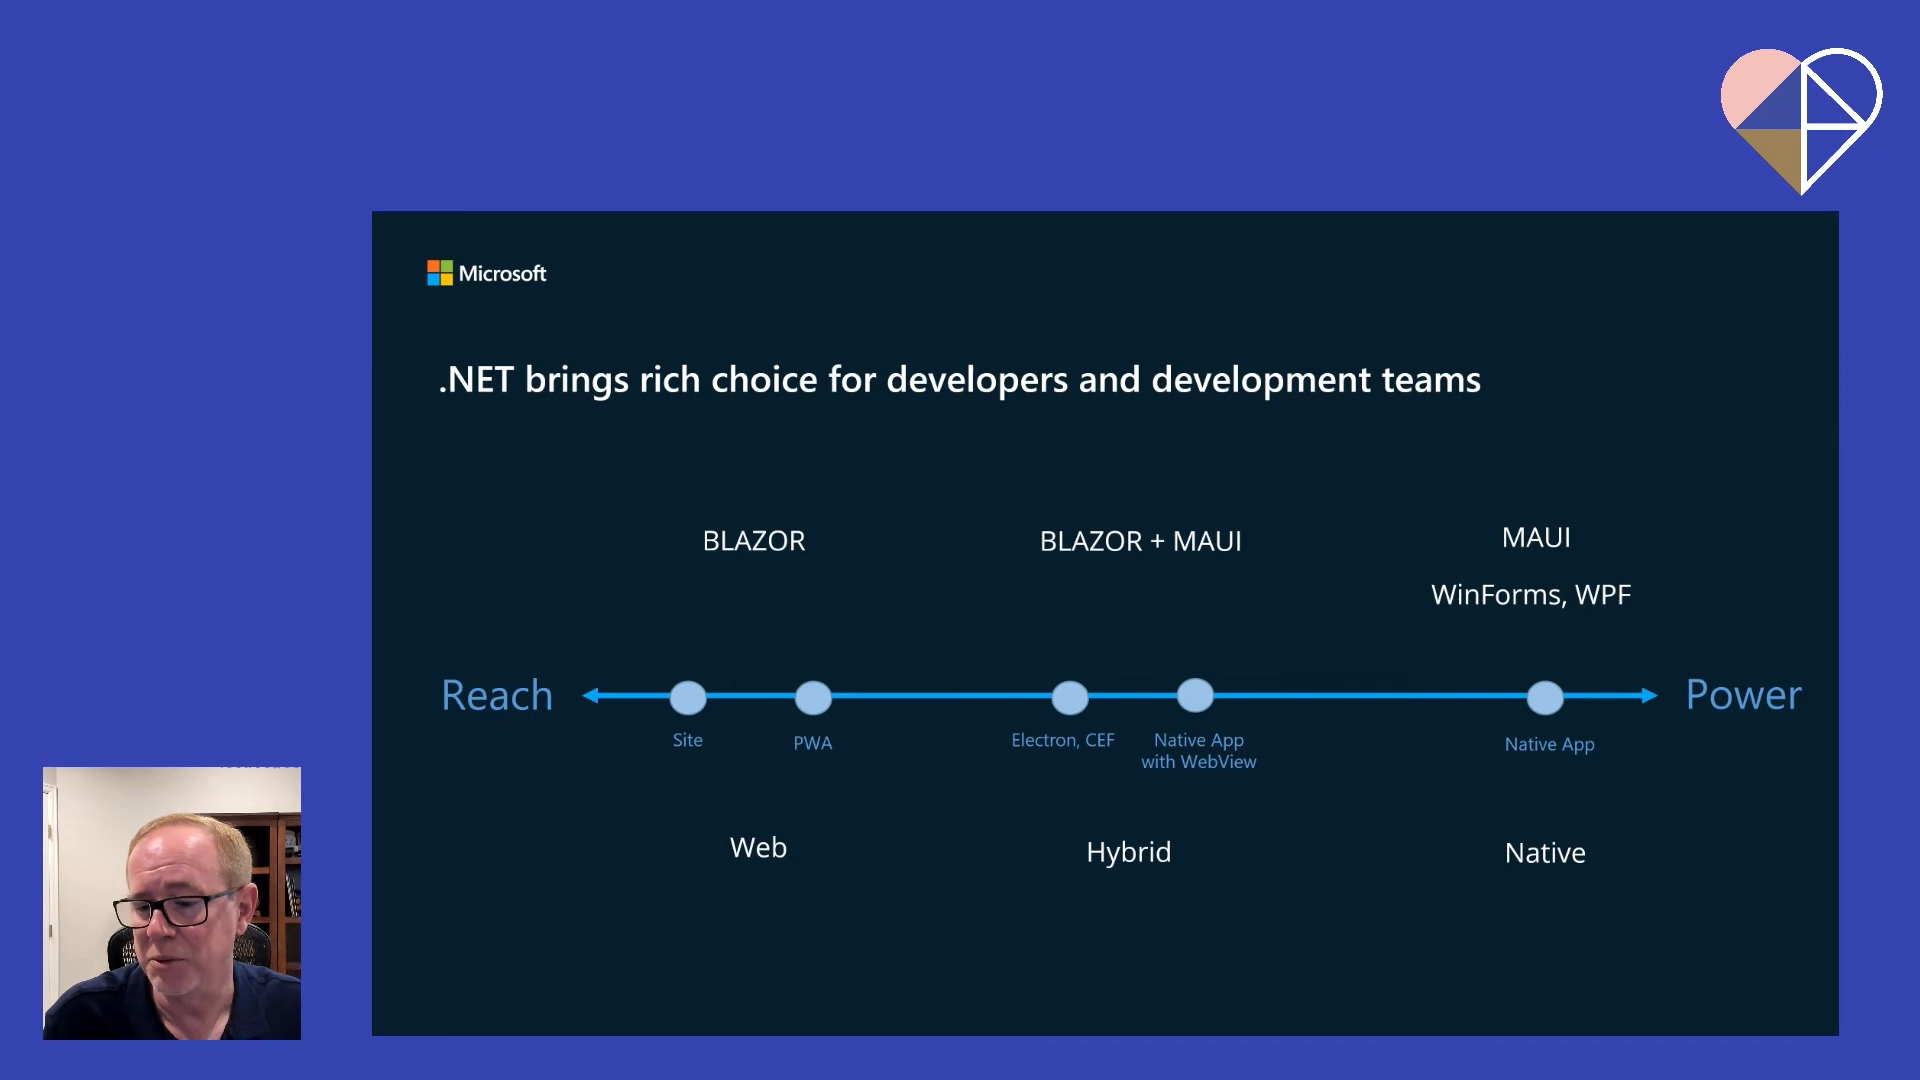 Microsoft
.NET brings rich choice for developers and development teams
BLAZOR
BLAZOR + MAUI
MAUI
WinForms, WPF
Reach
Power
Site
PWA
Electron, CEF
Native App
with WebView
Native App
Web
Hybrid
Native